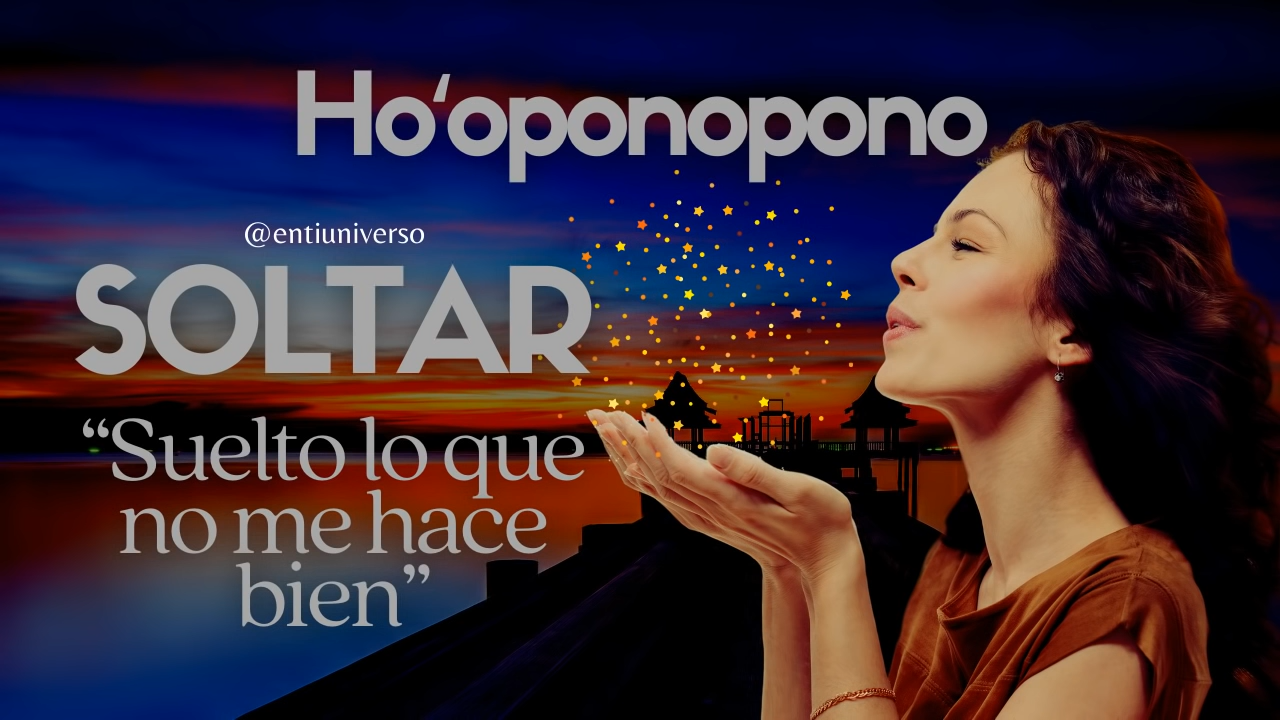 Ho‘oponopono
@entiuniverso
SOLTAR
“Suelto lo que
no me hace
bien”